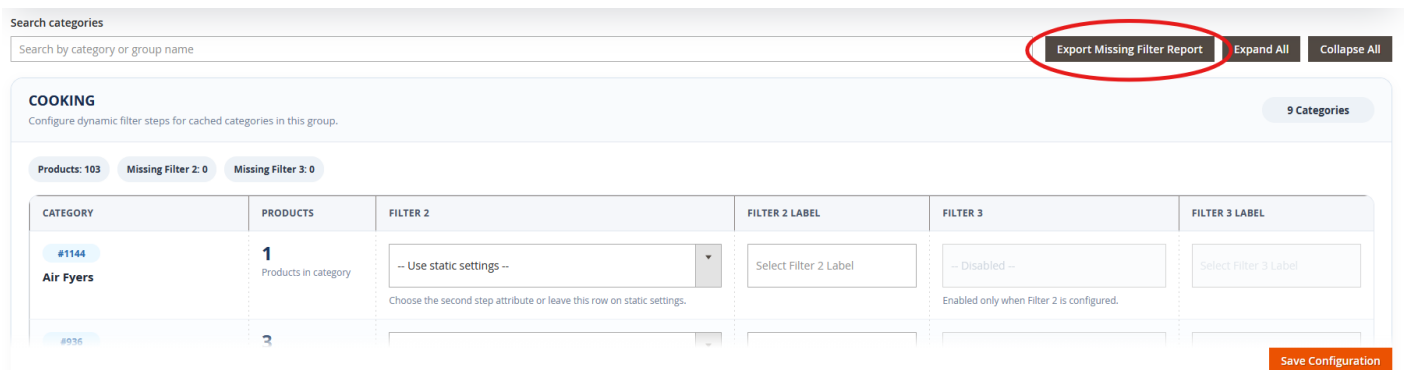 Search categories
Search by category or group name
Export Missing Filter Report
Expand All
Collapse All
COOKING
Configure dynamic filter steps for cached categories in this group.
9 Categories
Products: 103
Missing Filter 2: 0
Missing Filter 3: 0
CATEGORY
PRODUCTS
FILTER 2
FILTER 2 LABEL
FILTER 3
FILTER 3 LABEL
#1144
Air Fyers
1
Products in category
-- Use static settings --
Choose the second step attribute or leave this row on static settings.
Select Filter 2 Label
-- Disabled --
Enabled only when Filter 2 is configured.
Select Filter 3 Label
#936
3
Save Configuration